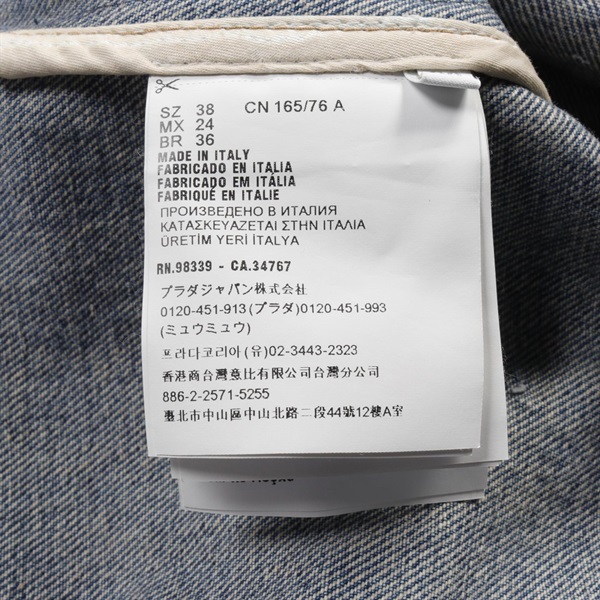 SZ 38 CN 165/76 A
MX 24
BR 36
MADE IN ITALY
FABRICADO EN ITALIA
FABRICADO EM ITÁLIA
FABRIQUÉ EN ITALIE
ПРОИЗВЕДЕНО В ИТАЛИЯ
ΚΑΤΑΣΚΕΥΑΖΕΤΑΙ ΣΤΗΝ ΙΤΑΛΙΑ
ÜRETİM YERİ İTALYA
RN.98339 - CA.34767
プラダジャパン株式会社
0120-451-913 (プラダ)0120-451-993
(ミュウミュウ)
프라다코리아 (유)02-3443-2323
香港商台灣意比有限公司台灣分公司
886-2-2571-5255
臺北市中山區中山北路二段44號12樓A室